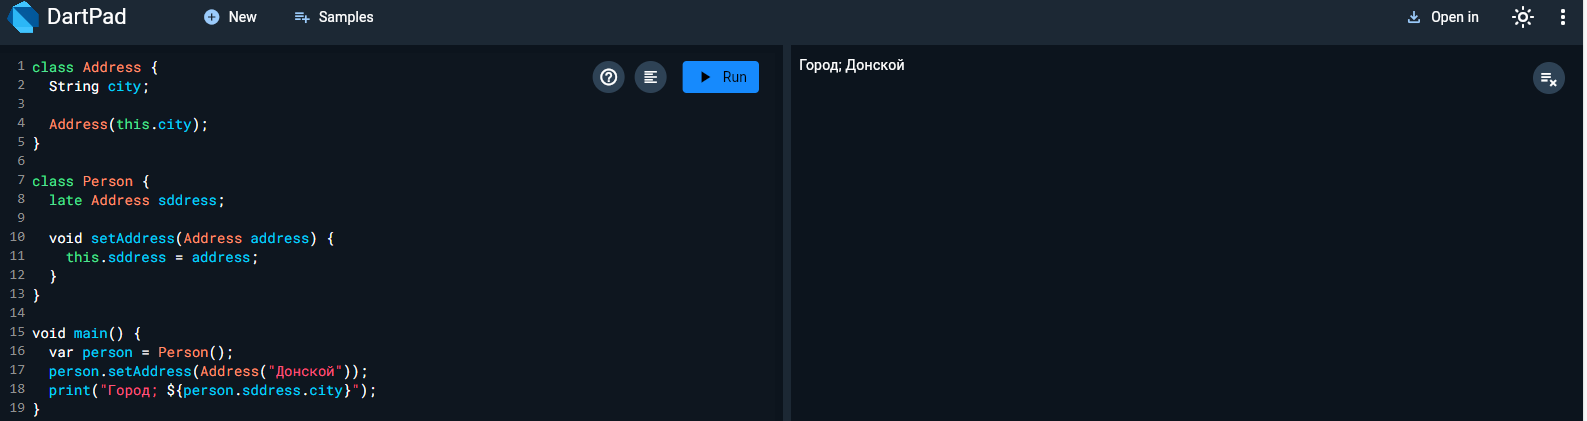 DartPad New Samples Open in
Run
1 class Address {
2   String city;
3
4   Address(this.city);
5 }
6
7 class Person {
8   late Address sddress;
9
10   void setAddress(Address address) {
11     this.sddress = address;
12   }
13 }
14
15 void main() {
16   var person = Person();
17   person.setAddress(Address("Донской"));
18   print("Город; ${person.sddress.city}");
19 }
Город; Донской